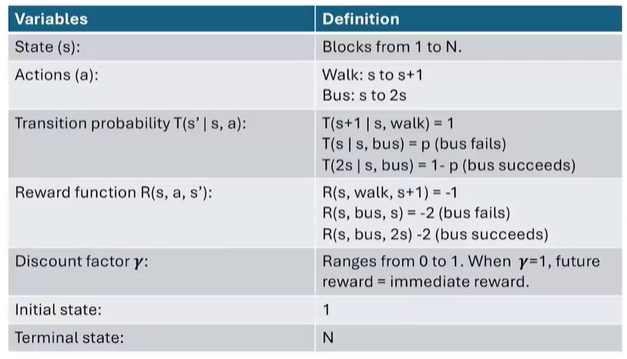 Variables Definition
State (s): Blocks from 1 to N.
Actions (a): Walk: s to s+1
Bus: s to 2s
Transition probability T(s' | s, a): T(s+1 | s, walk) = 1
T(s | s, bus) = p (bus fails)
T(2s | s, bus) = 1- p (bus succeeds)
Reward function R(s, a, s'): R(s, walk, s+1) = -1
R(s, bus, s) = -2 (bus fails)
R(s, bus, 2s) -2 (bus succeeds)
Discount factor γ: Ranges from 0 to 1. When γ=1, future
reward = immediate reward.
Initial state: 1
Terminal state: N